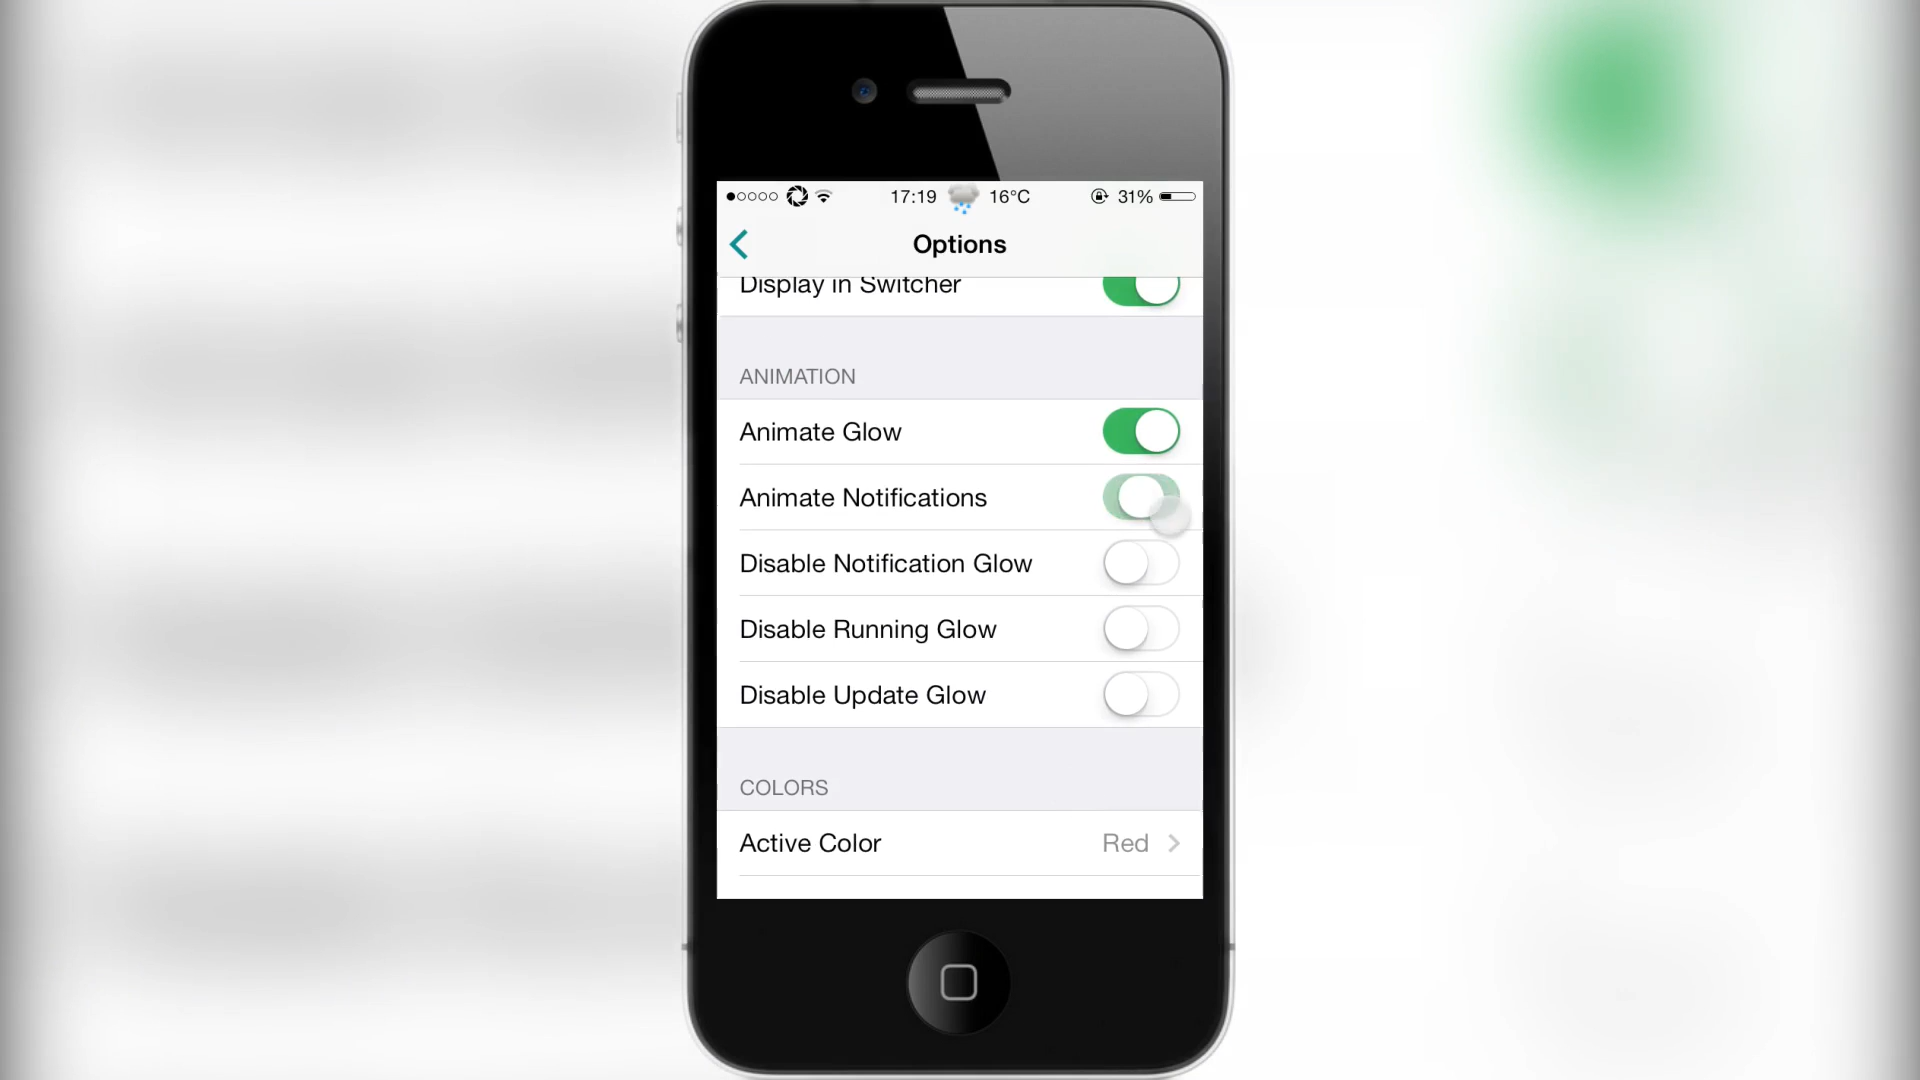 17:19 16°C 31%
Options
Display in Switcher
ANIMATION
Animate Glow
Animate Notifications
Disable Notification Glow
Disable Running Glow
Disable Update Glow
COLORS
Active Color Red